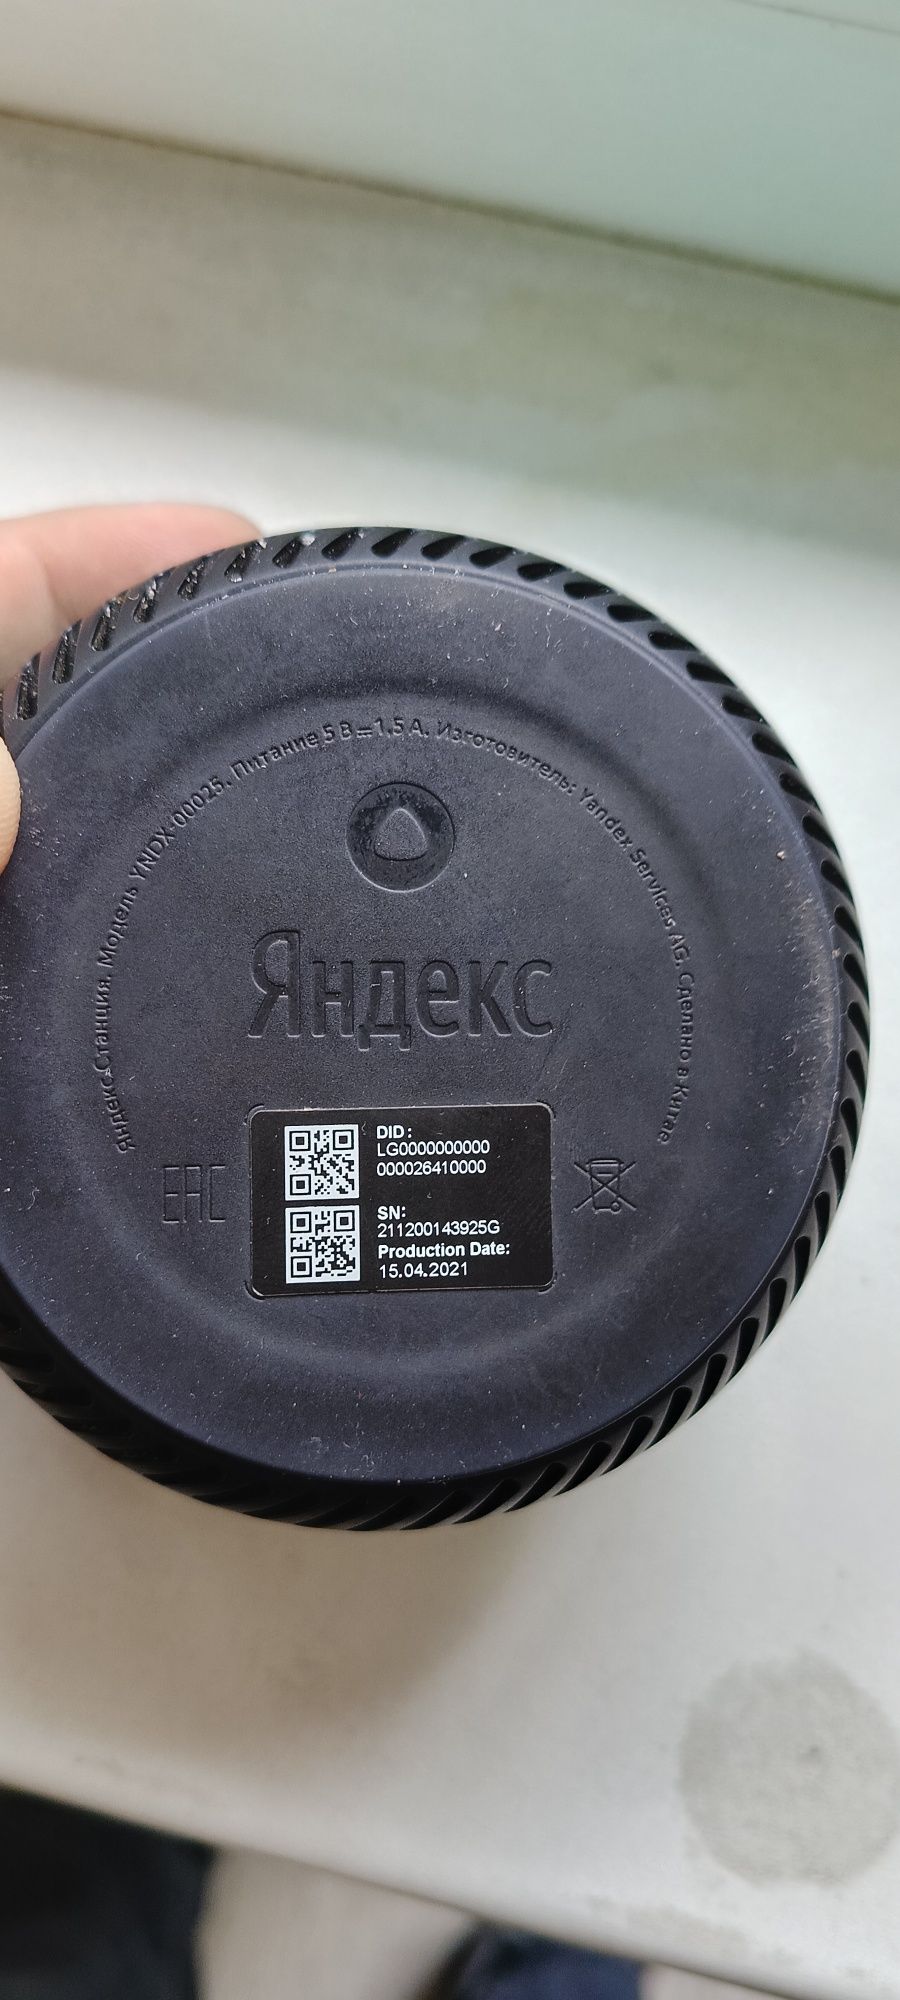 Яндекс.Станция. Модель YNDX-00025. Питание 5 В = 1,5 А. Изготовитель: Yandex Services AG. Сделано в Китае
Яндекс
EAC
DID:
LG0000000000
000026410000
SN:
211200143925G
Production Date:
15.04.2021